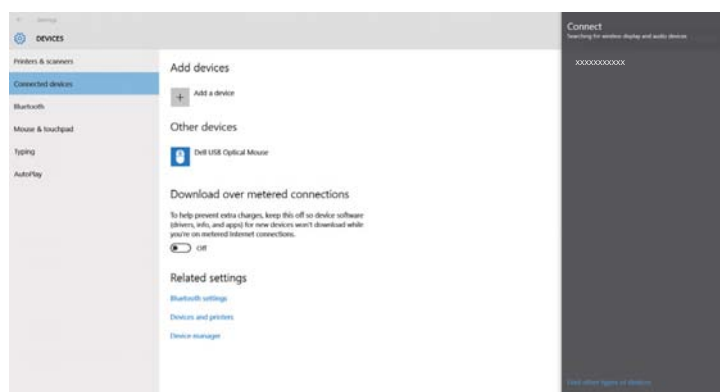 Settings
DEVICES
Printers & scanners
Connected devices
Bluetooth
Mouse & touchpad
Typing
AutoPlay
Add devices
Add a device
Other devices
Dell USB Optical Mouse
Download over metered connections
To help prevent extra charges, keep this off so device software
(drivers, info, and apps) for new devices won't download while
you're on metered Internet connections.
Off
Related settings
Bluetooth settings
Devices and printers
Device manager
Connect
Searching for wireless display and audio devices
xxxxxxxxxxx
Find other types of devices